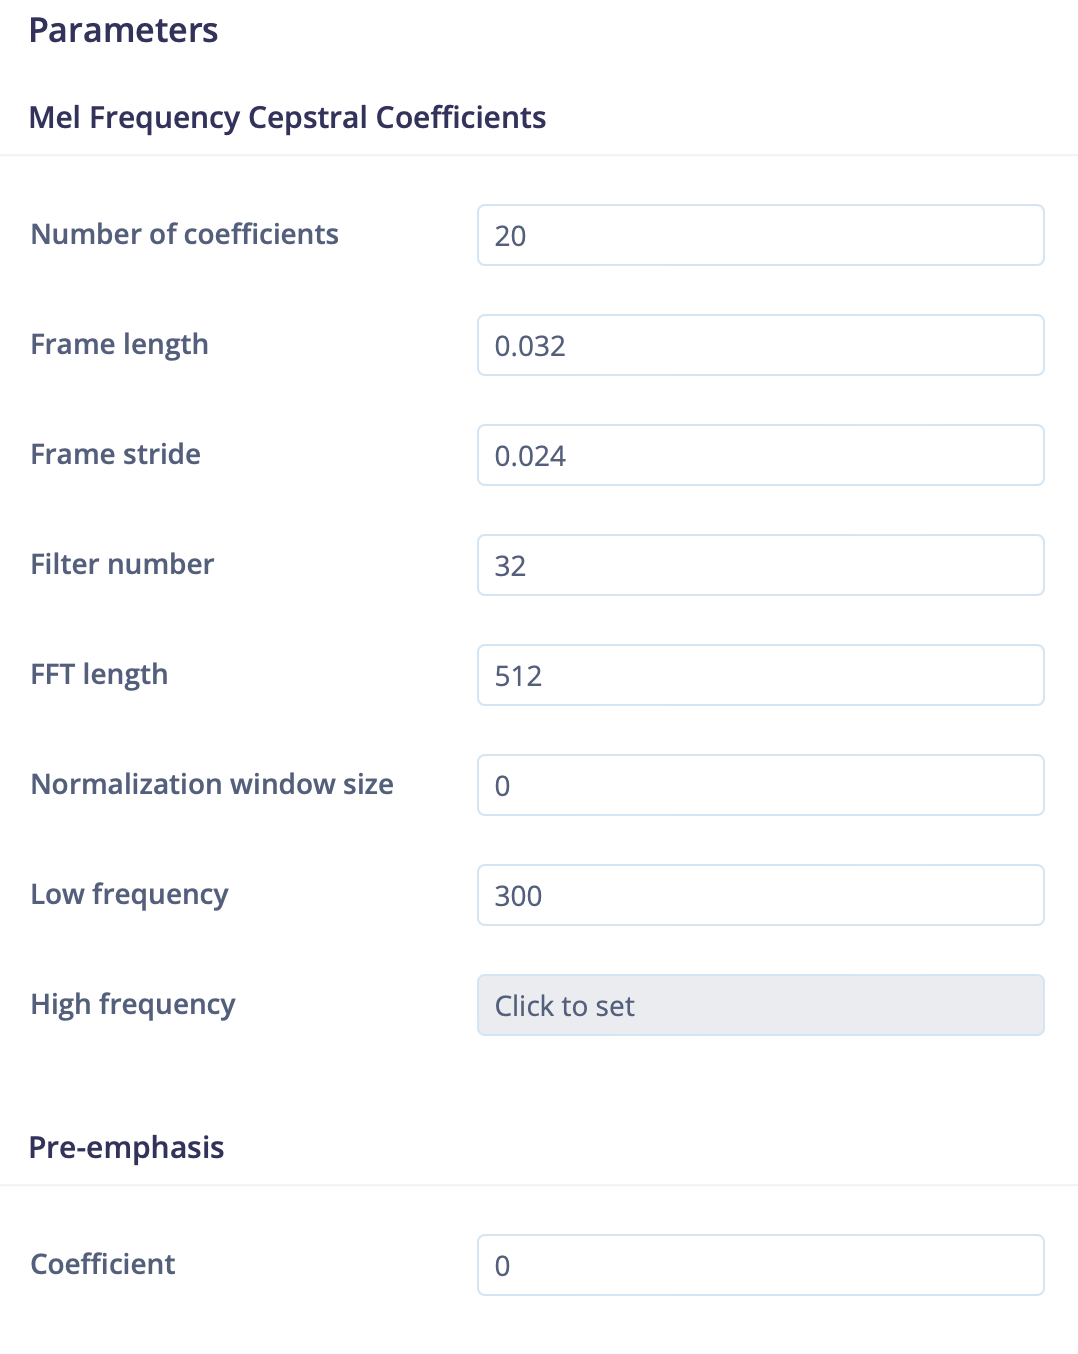 Parameters
Mel Frequency Cepstral Coefficients
Number of coefficients 20
Frame length 0.032
Frame stride 0.024
Filter number 32
FFT length 512
Normalization window size 0
Low frequency 300
High frequency Click to set
Pre-emphasis
Coefficient 0